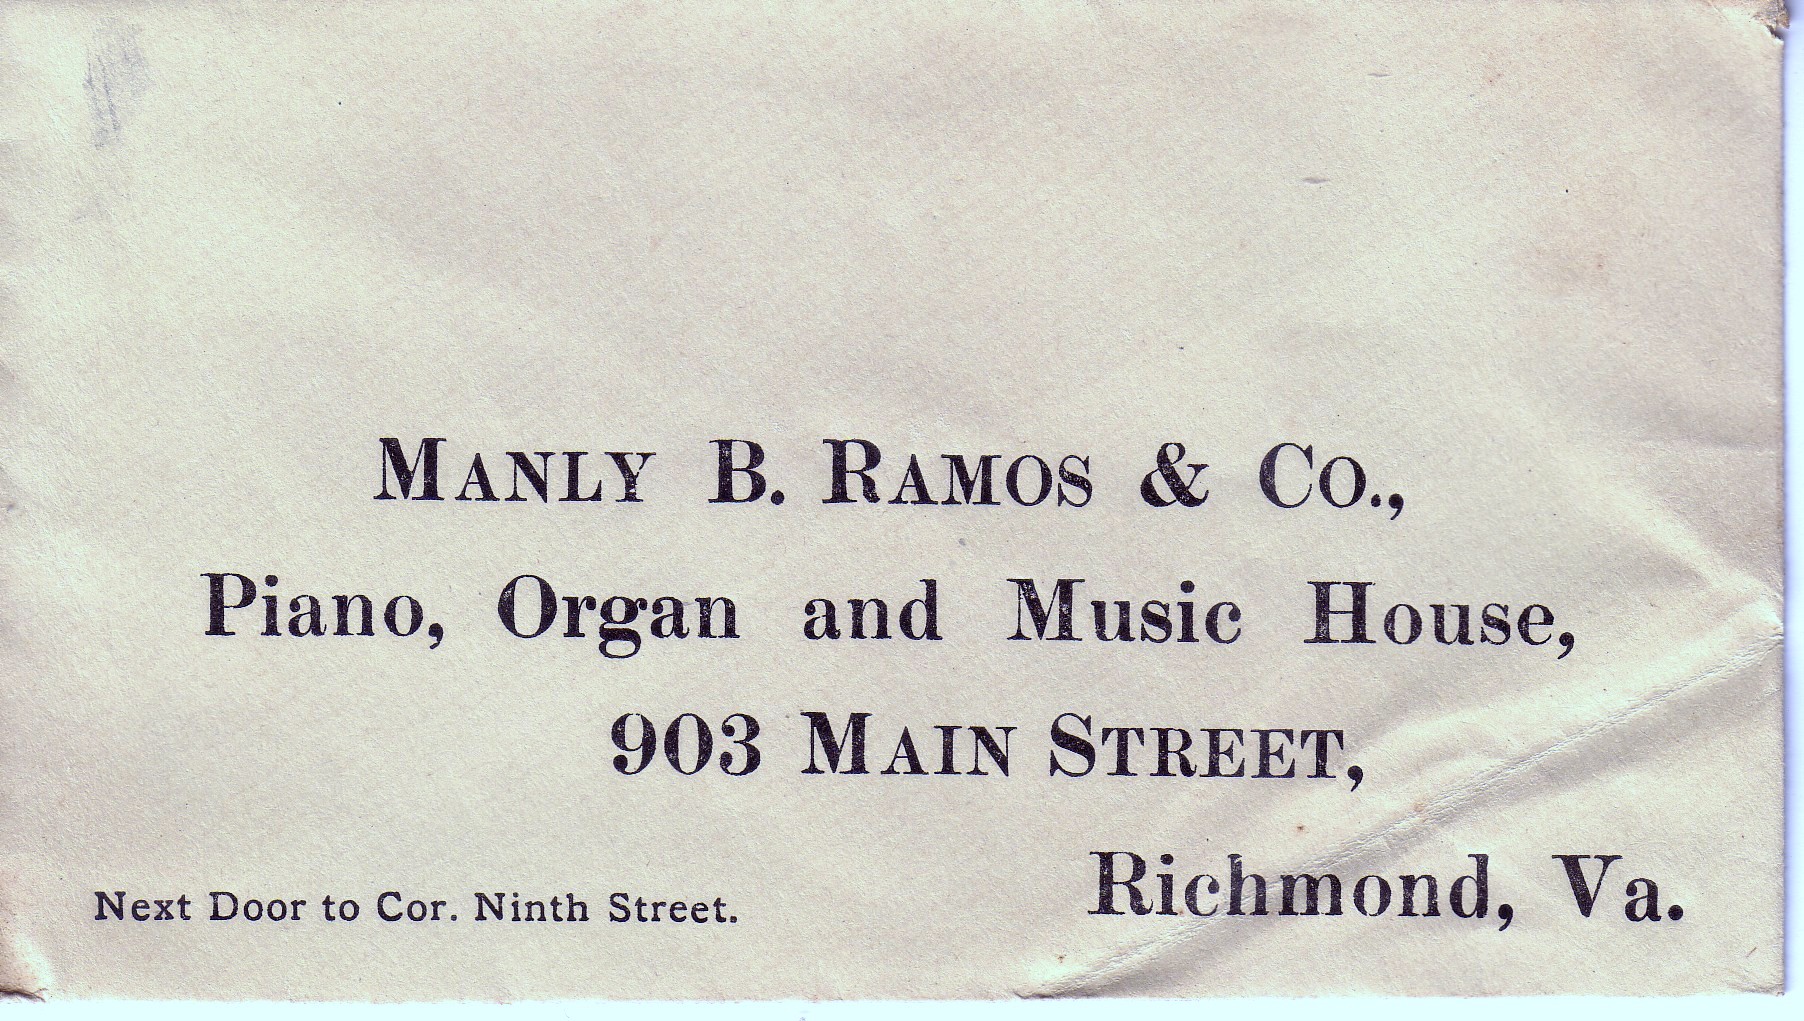 MANLY B. RAMOS & CO.,
Piano, Organ and Music House,
903 MAIN STREET,
Richmond, Va.
Next Door to Cor. Ninth Street.